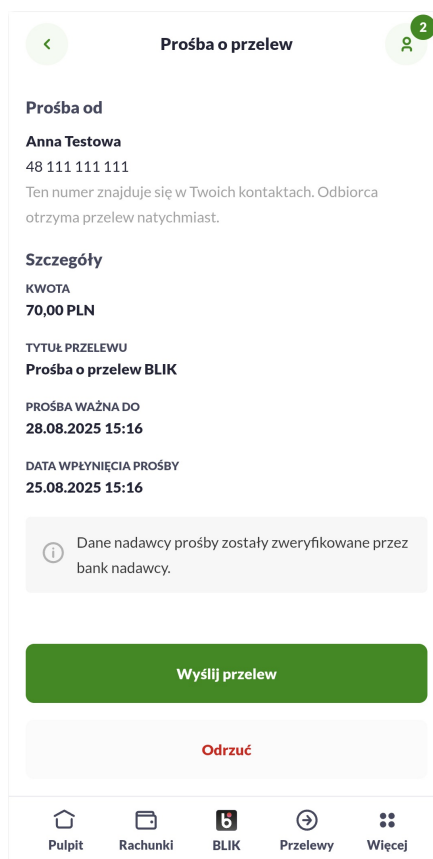 Prośba o przelew
2
Prośba od
Anna Testowa
48 111 111 111
Ten numer znajduje się w Twoich kontaktach. Odbiorca
otrzyma przelew natychmiast.
Szczegóły
KWOTA
70,00 PLN
TYTUŁ PRZELEWU
Prośba o przelew BLIK
PROŚBA WAŻNA DO
28.08.2025 15:16
DATA WPŁYNIĘCIA PROŚBY
25.08.2025 15:16
Dane nadawcy prośby zostały zweryfikowane przez
bank nadawcy.
Wyślij przelew
Odrzuć
Pulpit Rachunki BLIK Przelewy Więcej